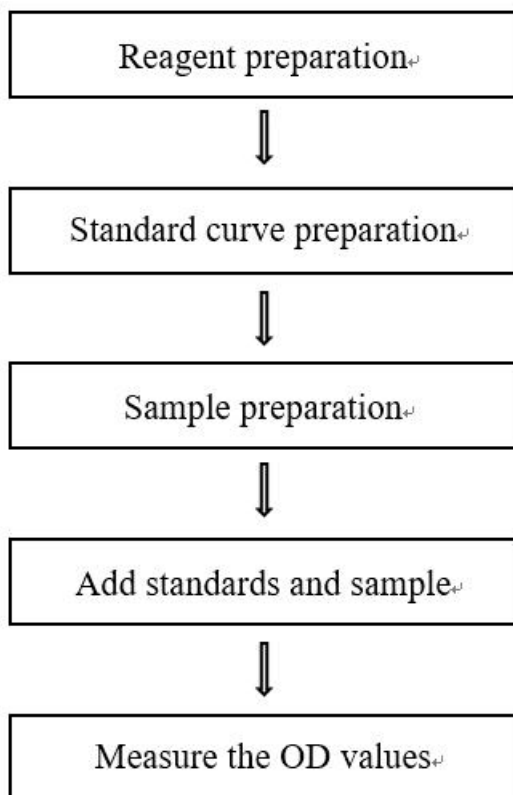 Reagent preparation
Standard curve preparation
Sample preparation
Add standards and sample
Measure the OD values